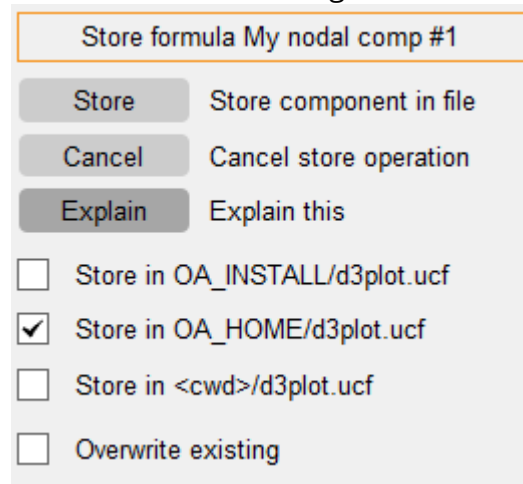 Store formula My nodal comp #1
Store Store component in file
Cancel Cancel store operation
Explain Explain this
Store in OA_INSTALL/d3plot.ucf
Store in OA_HOME/d3plot.ucf
Store in <cwd>/d3plot.ucf
Overwrite existing